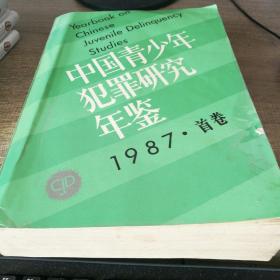 Yearbook on
Chinese
Juvenile Delinquency
Studies
中国青少年
犯罪研究
年鉴
1987·首卷
CJD